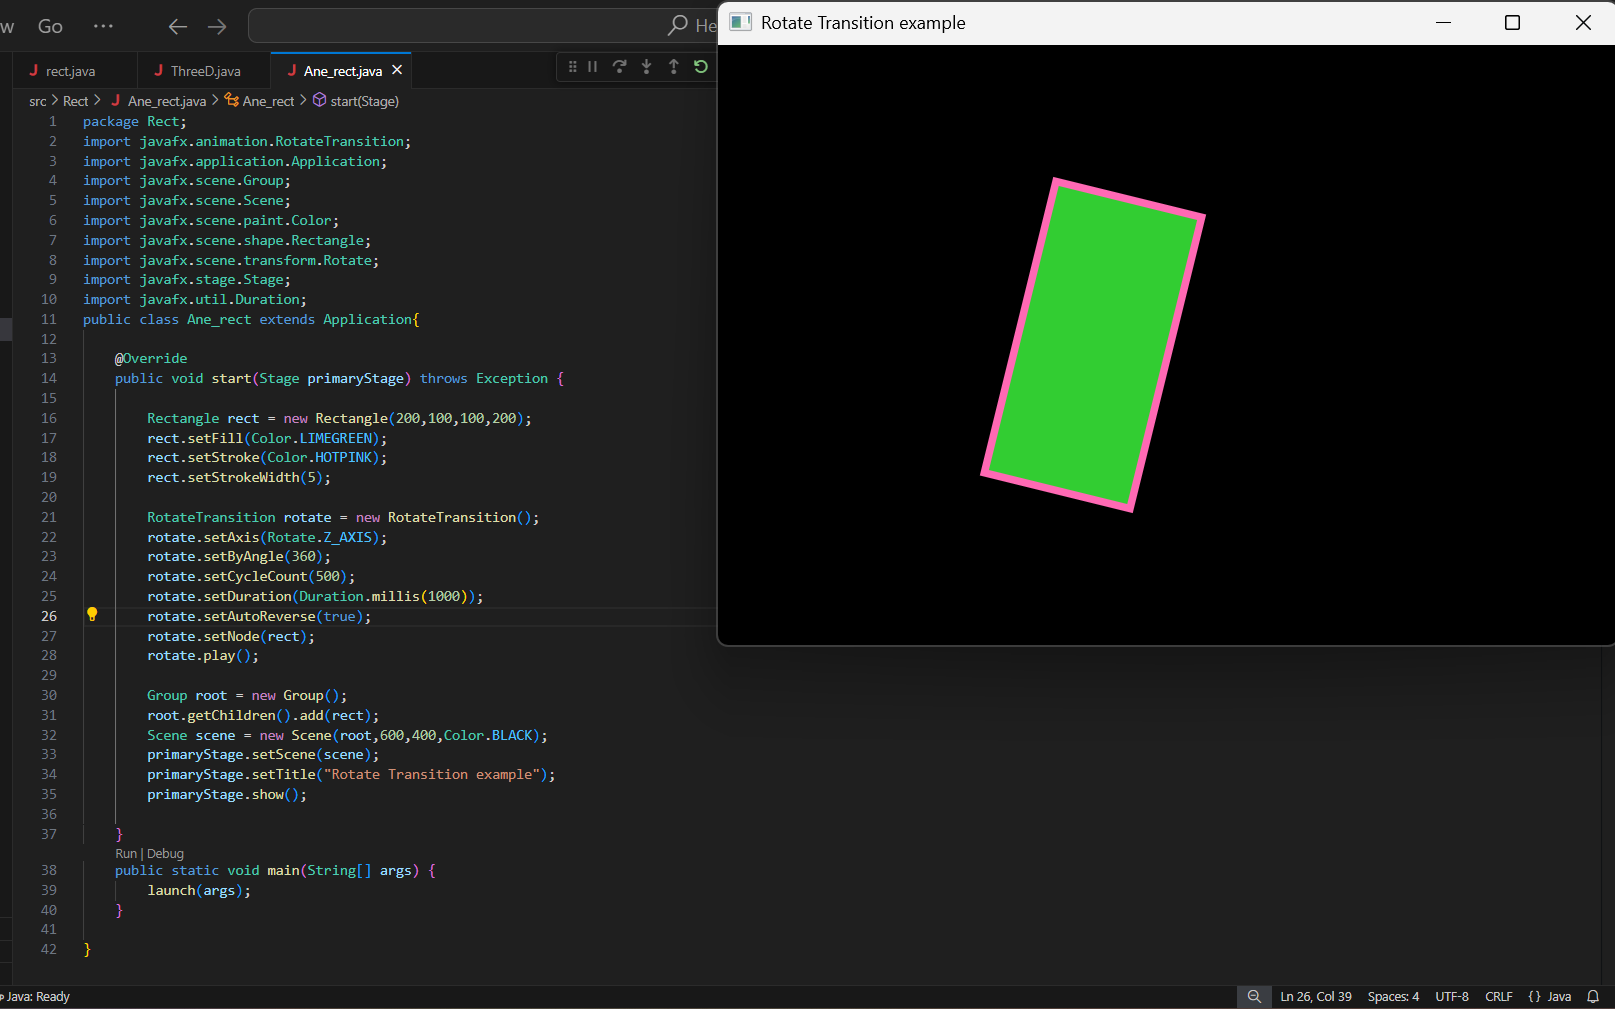 w Go ··· He
rect.java ThreeD.java Ane_rect.java
src > Rect > Ane_rect.java > Ane_rect > start(Stage)
1 package Rect;
2 import javafx.animation.RotateTransition;
3 import javafx.application.Application;
4 import javafx.scene.Group;
5 import javafx.scene.Scene;
6 import javafx.scene.paint.Color;
7 import javafx.scene.shape.Rectangle;
8 import javafx.scene.transform.Rotate;
9 import javafx.stage.Stage;
10 import javafx.util.Duration;
11 public class Ane_rect extends Application{
12
13 @Override
14 public void start(Stage primaryStage) throws Exception {
15
16 Rectangle rect = new Rectangle(200,100,100,200);
17 rect.setFill(Color.LIMEGREEN);
18 rect.setStroke(Color.HOTPINK);
19 rect.setStrokeWidth(5);
20
21 RotateTransition rotate = new RotateTransition();
22 rotate.setAxis(Rotate.Z_AXIS);
23 rotate.setByAngle(360);
24 rotate.setCycleCount(500);
25 rotate.setDuration(Duration.millis(1000));
26 rotate.setAutoReverse(true);
27 rotate.setNode(rect);
28 rotate.play();
29
30 Group root = new Group();
31 root.getChildren().add(rect);
32 Scene scene = new Scene(root,600,400,Color.BLACK);
33 primaryStage.setScene(scene);
34 primaryStage.setTitle("Rotate Transition example");
35 primaryStage.show();
36
37 }
Run | Debug
38 public static void main(String[] args) {
39 launch(args);
40 }
41
42 }
Rotate Transition example
Java: Ready
Ln 26, Col 39 Spaces: 4 UTF-8 CRLF {} Java